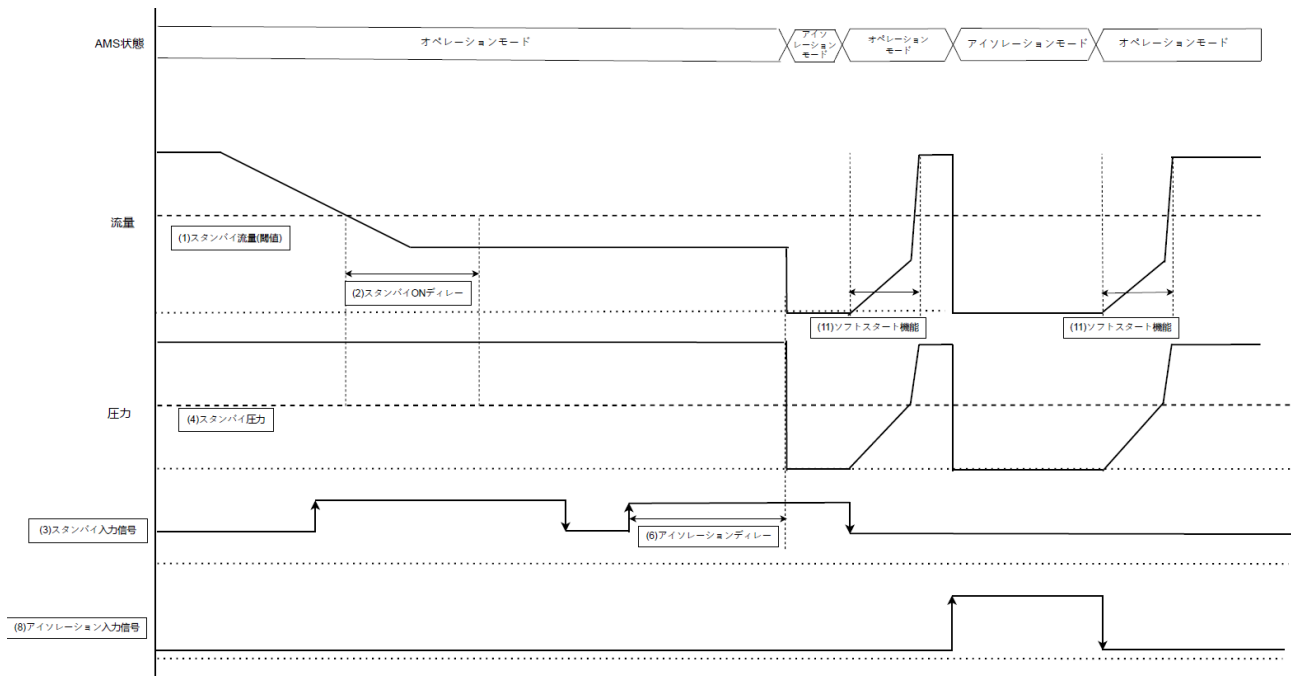 AMS状態
オペレーションモード
アイソ
レーション
モード
オペレーション
モード
アイソレーションモード
オペレーションモード
流量
(1)スタンバイ流量(閾値)
(2)スタンバイONディレー
(11)ソフトスタート機能
(11)ソフトスタート機能
圧力
(4)スタンバイ圧力
(3)スタンバイ入力信号
(6)アイソレーションディレー
(8)アイソレーション入力信号